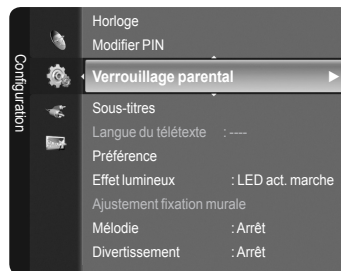 Configuration
Horloge
Modifier PIN
Verrouillage parental
Sous-titres
Langue du télétexte : ----
Préférence
Effet lumineux : LED act. marche
Ajustement fixation murale
Mélodie : Arrêt
Divertissement : Arrêt